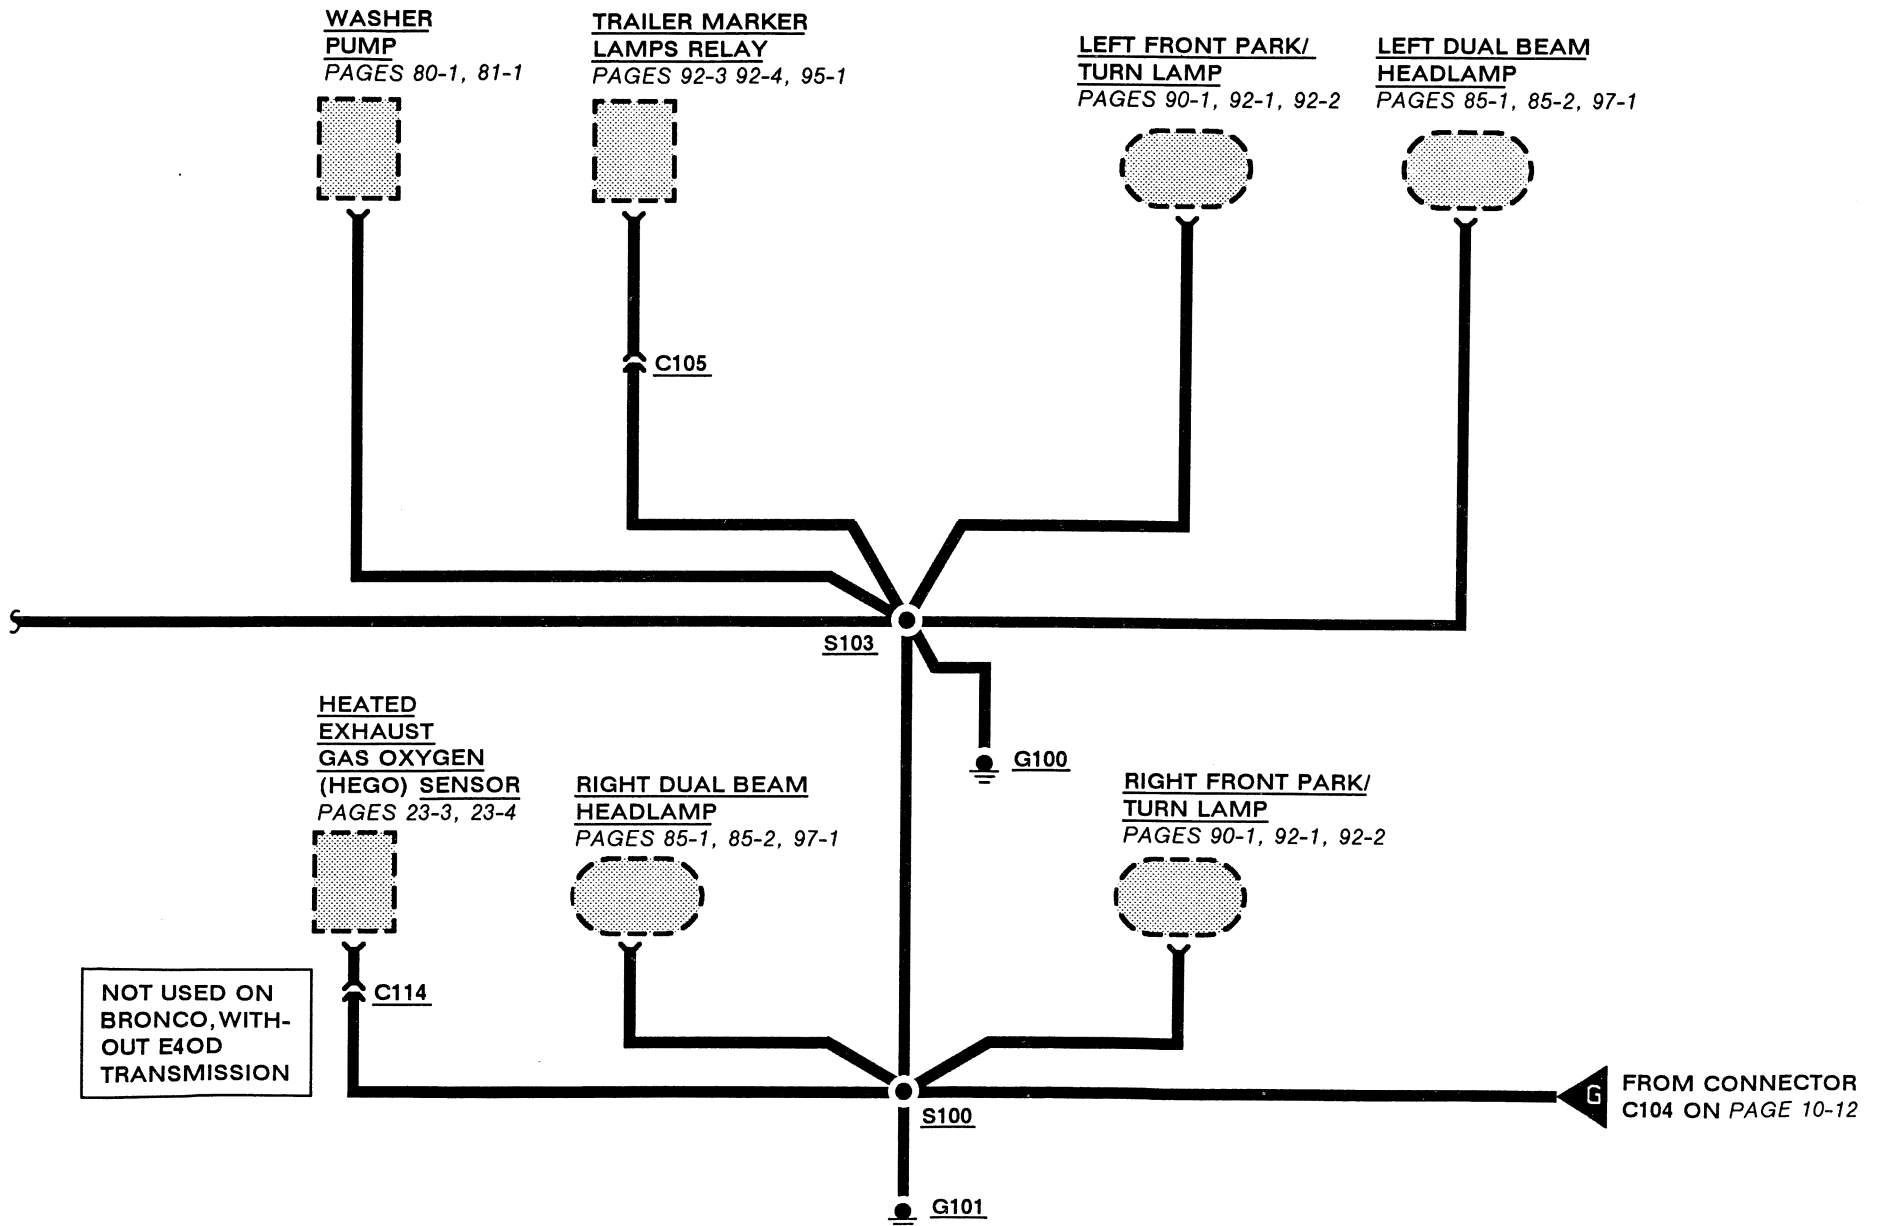 WASHER
PUMP
PAGES 80-1, 81-1
TRAILER MARKER
LAMPS RELAY
PAGES 92-3 92-4, 95-1
LEFT FRONT PARK/
TURN LAMP
PAGES 90-1, 92-1, 92-2
LEFT DUAL BEAM
HEADLAMP
PAGES 85-1, 85-2, 97-1
C105
S103
G100
HEATED
EXHAUST
GAS OXYGEN
(HEGO) SENSOR
PAGES 23-3, 23-4
RIGHT DUAL BEAM
HEADLAMP
PAGES 85-1, 85-2, 97-1
RIGHT FRONT PARK/
TURN LAMP
PAGES 90-1, 92-1, 92-2
NOT USED ON
BRONCO, WITH-
OUT E4OD
TRANSMISSION
C114
S100
G
FROM CONNECTOR
C104 ON PAGE 10-12
G101